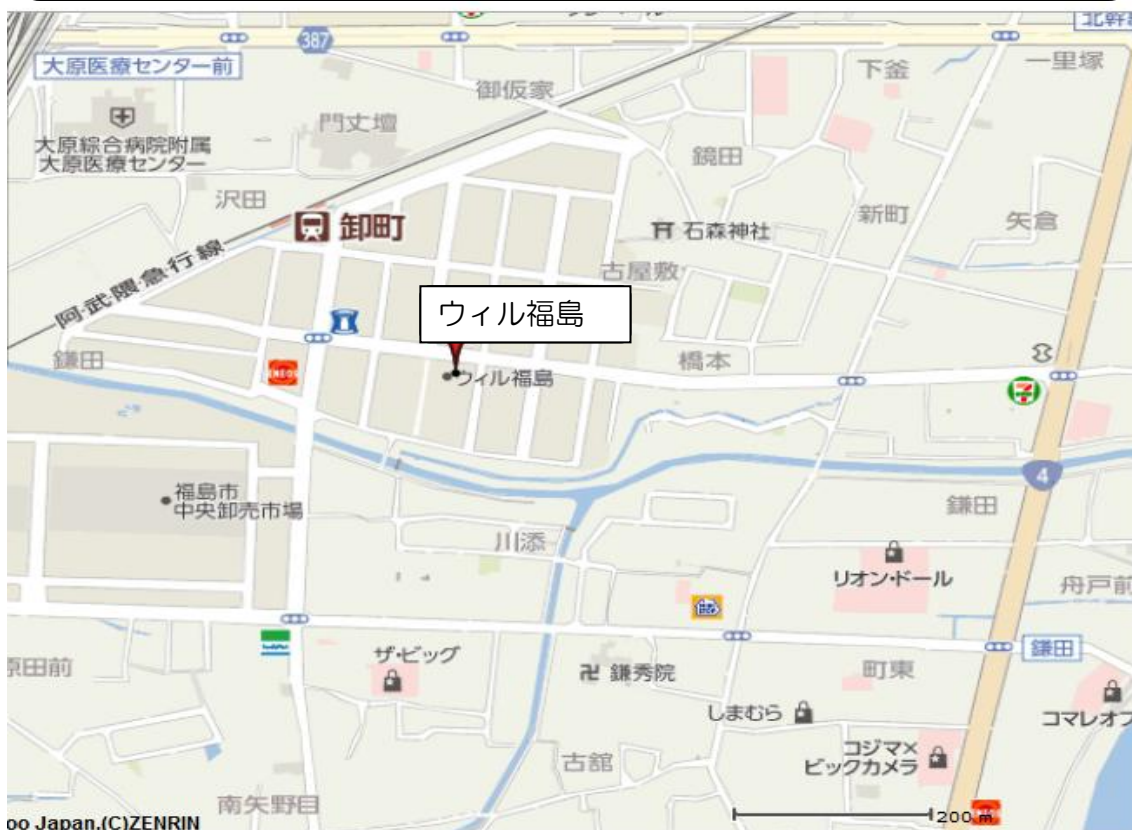 387
大原医療センター前
御仮家
下釜
一里塚
大原綜合病院附属
大原医療センター
門丈壇
鏡田
沢田
卸町
石森神社
新町
矢倉
阿武隈急行線
古屋敷
ウィル福島
鎌田
ENEOS
橋本
ウィル福島
7
4
福島市
中央卸売市場
鎌田
川添
リオン・ドール
舟戸前
FamilyMart
ザ・ビッグ
鎌秀院
町東
鎌田
原田前
しまむら
コマレオ
コジマ×
ビックカメラ
古舘
南矢野目
200 m
oo Japan,(C)ZENRIN